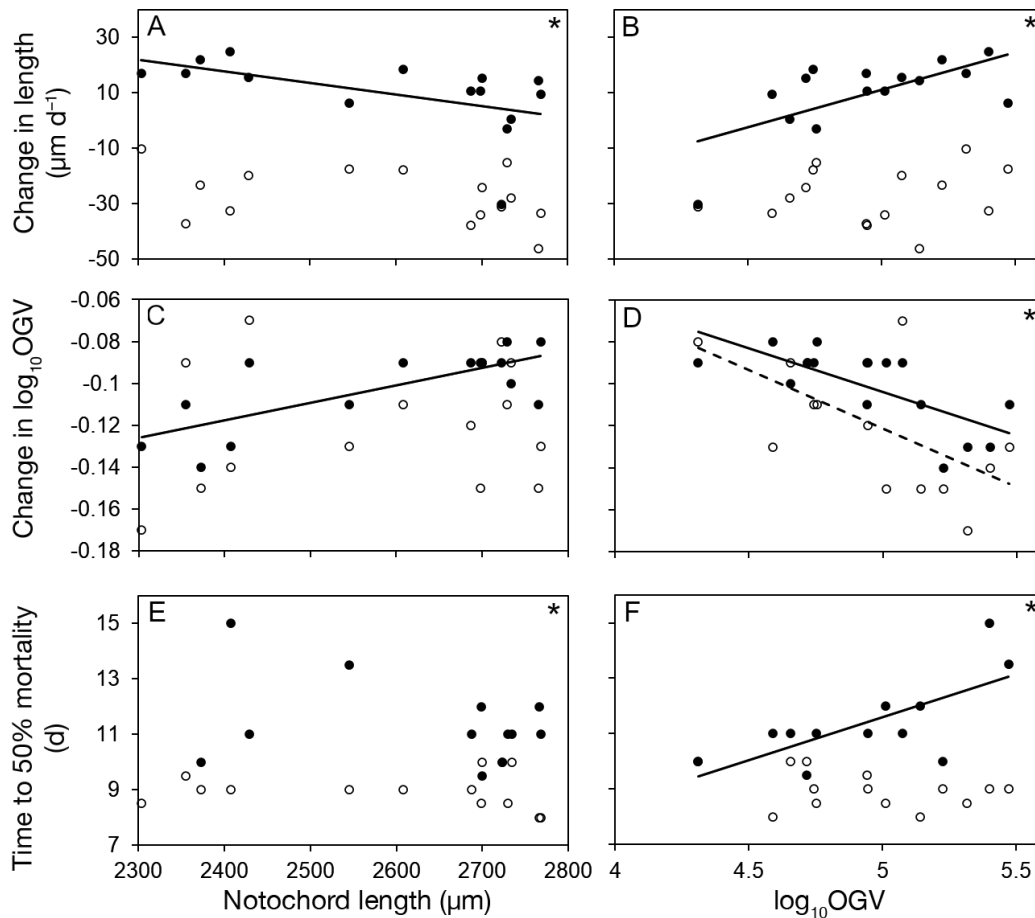 A * B *
30
10
-10
-30
-50
Change in length
(µm d⁻¹)
C D *
-0.06
-0.08
-0.1
-0.12
-0.14
-0.16
-0.18
Change in log₁₀OGV
E * F *
15
13
11
9
7
Time to 50% mortality
(d)
2300 2400 2500 2600 2700 2800 4 4.5 5 5.5
Notochord length (µm) log₁₀OGV